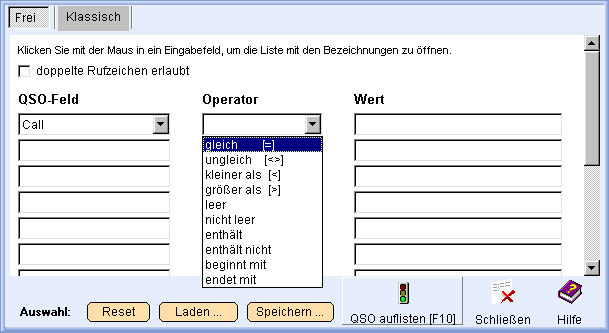 Frei Klassisch
Klicken Sie mit der Maus in ein Eingabefeld, um die Liste mit den Bezeichnungen zu öffnen.
doppelte Rufzeichen erlaubt
QSO-Feld Operator Wert
Call
gleich [=]
ungleich [<>]
kleiner als [<]
größer als [>]
leer
nicht leer
enthält
enthält nicht
beginnt mit
endet mit
Auswahl: Reset Laden ... Speichern ... QSO auflisten [F10] Schließen Hilfe